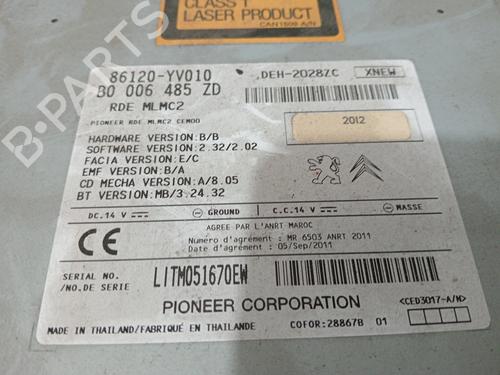 CLASS 1
LASER PRODUCT
CAN1509 A/N
B-PARTS
86120-YV010 DEH-2028ZC XNEW
B0 006 485 ZD
RDE MLMC2
PIONEER RDE MLMC2 CEM00
2012
HARDWARE VERSION:B/B
SOFTWARE VERSION:2.32/2.02
FACIA VERSION:E/C
EMF VERSION:B/A
CD MECHA VERSION:A/8.05
BT VERSION:MB/3.24.32
DC.14 V GROUND C.C.14 V MASSE
AGREE PAR L'ANRT MAROC
Numéro d'agrément : MR 6503 ANRT 2011
Date d'agrément : 05/Sep/2011
CE
SERIAL NO.
/NO.DE SERIE LITM051670EW
PIONEER CORPORATION
<CED3017-A/N>
MADE IN THAILAND/FABRIQUÉ EN THAILAND COFOR:28867B 01